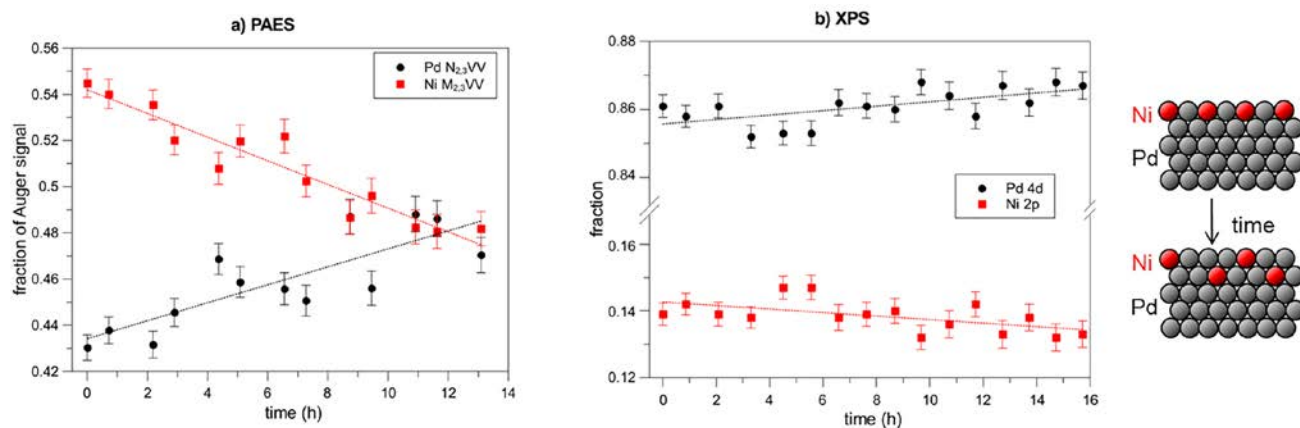 a) PAES
0.56
0.54
0.52
0.5
0.48
0.46
0.44
0.42
fraction of Auger signal
Pd N₂,₃VV
Ni M₂,₃VV
0 2 4 6 8 10 12 14
time (h)
b) XPS
0.88
0.86
0.84
0.16
0.14
0.12
fraction
Pd 4d
Ni 2p
0 2 4 6 8 10 12 14 16
time (h)
Ni
Pd
time
Ni
Pd